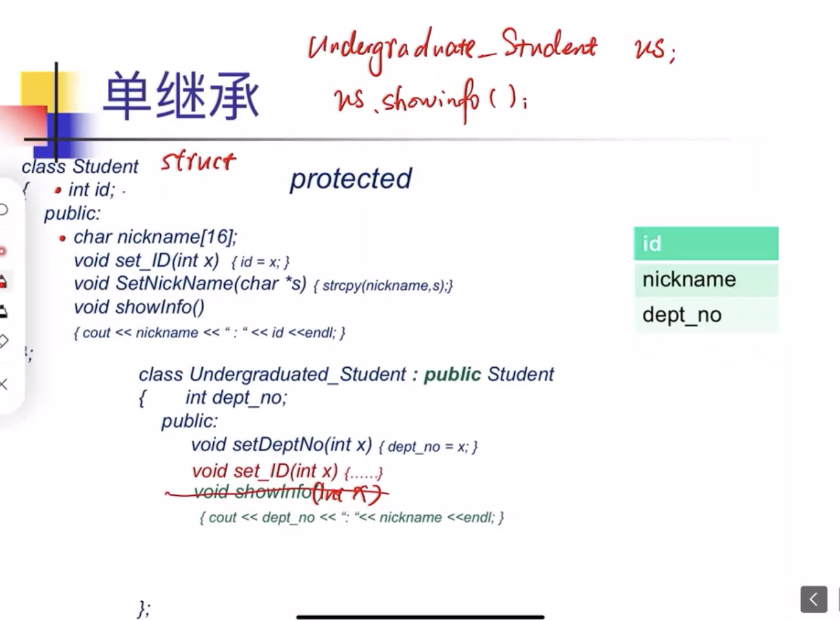 Undergraduate_Student us;
us.showinfo();
单继承
class Student struct
{ int id;
protected
public:
char nickname[16];
void set_ID(int x) { id = x; }
void SetNickName(char *s) { strcpy(nickname,s);}
void showInfo()
{ cout << nickname << “ : “ << id <<endl; }
};
id
nickname
dept_no
class Undergraduated_Student : public Student
{ int dept_no;
public:
void setDeptNo(int x) { dept_no = x; }
void set_ID(int x) {……}
void showInfo(int x)
{ cout << dept_no << “: “<< nickname <<endl; }
};